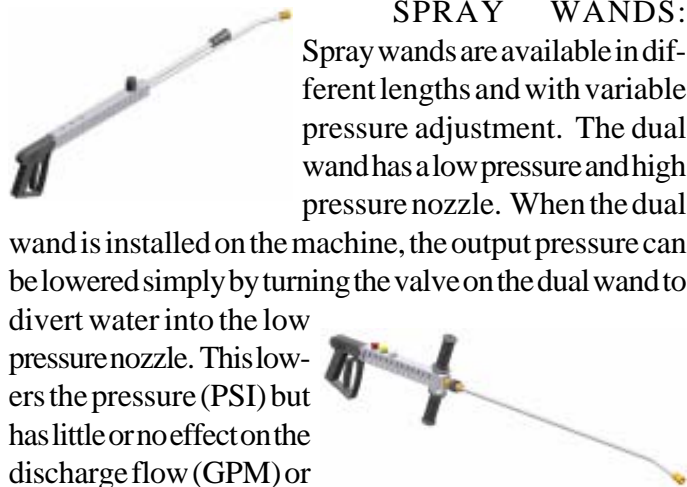 SPRAY WANDS:
Spray wands are available in dif-
ferent lengths and with variable
pressure adjustment. The dual
wand has a low pressure and high
pressure nozzle. When the dual
wand is installed on the machine, the output pressure can
be lowered simply by turning the valve on the dual wand to
divert water into the low
pressure nozzle. This low-
ers the pressure (PSI) but
has little or no effect on the
discharge flow (GPM) or